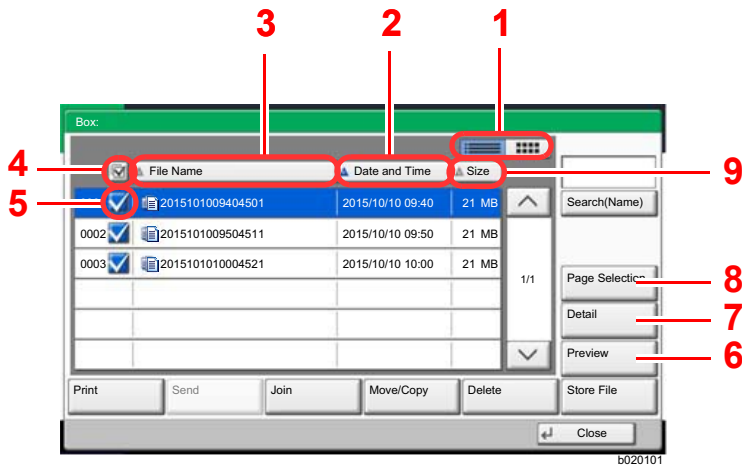 3 2 1
Box:
4 File Name Date and Time Size 9
5 2015101009404501 2015/10/10 09:40 21 MB Search(Name)
0002 2015101009504511 2015/10/10 09:50 21 MB
0003 2015101010004521 2015/10/10 10:00 21 MB
1/1 Page Selection 8
Detail 7
Preview 6
Print Send Join Move/Copy Delete Store File
Close
b020101